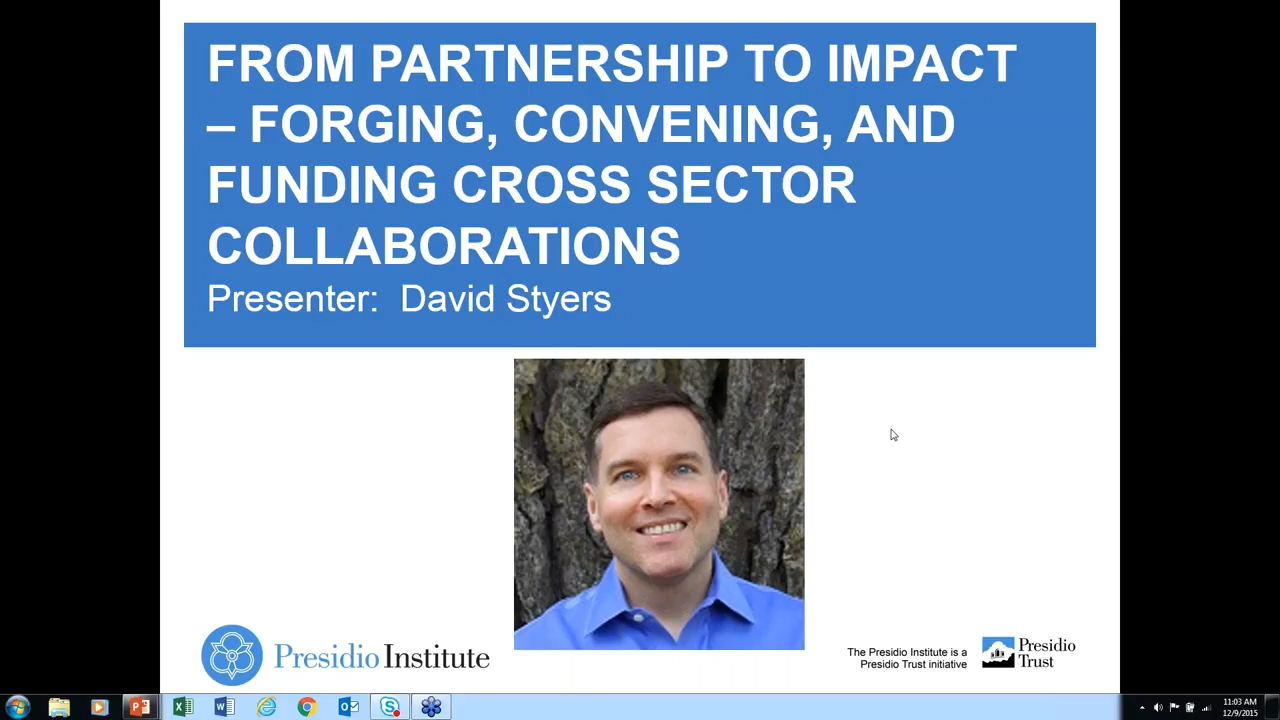 FROM PARTNERSHIP TO IMPACT
– FORGING, CONVENING, AND
FUNDING CROSS SECTOR
COLLABORATIONS
Presenter:  David Styers
Presidio Institute
The Presidio Institute is a
Presidio Trust initiative
Presidio
Trust
11:03 AM
12/9/2015